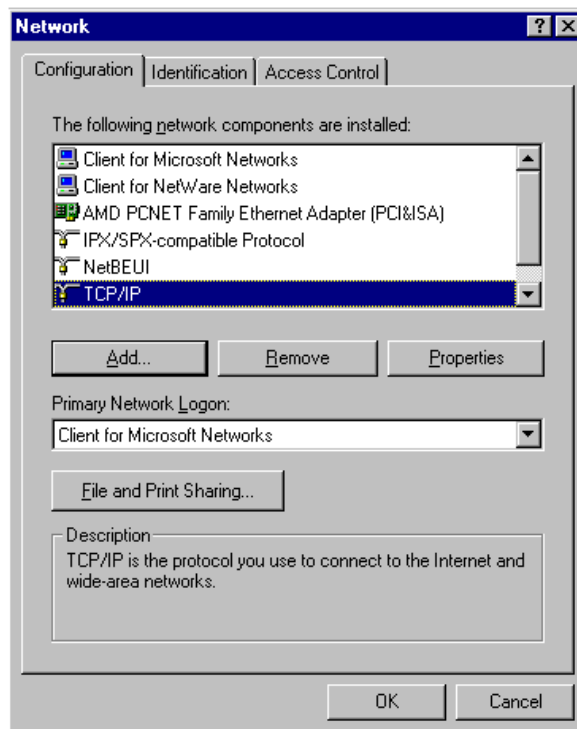 Network
Configuration Identification Access Control
The following network components are installed:
Client for Microsoft Networks
Client for NetWare Networks
AMD PCNET Family Ethernet Adapter (PCI&ISA)
IPX/SPX-compatible Protocol
NetBEUI
TCP/IP
Add... Remove Properties
Primary Network Logon:
Client for Microsoft Networks
File and Print Sharing...
Description
TCP/IP is the protocol you use to connect to the Internet and
wide-area networks.
OK Cancel